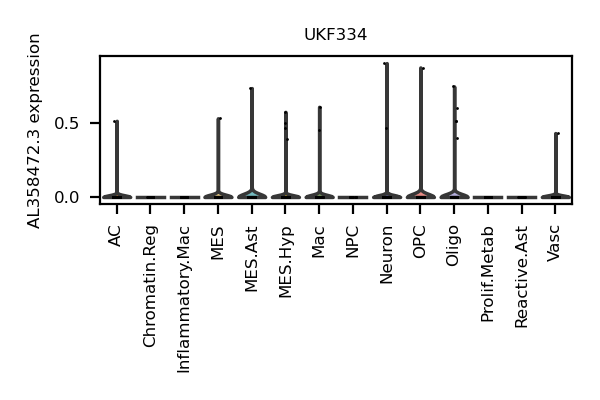 UKF334
AL358472.3 expression
0.5
0.0
AC
Chromatin.Reg
Inflammatory.Mac
MES
MES.Ast
MES.Hyp
Mac
NPC
Neuron
OPC
Oligo
Prolif.Metab
Reactive.Ast
Vasc